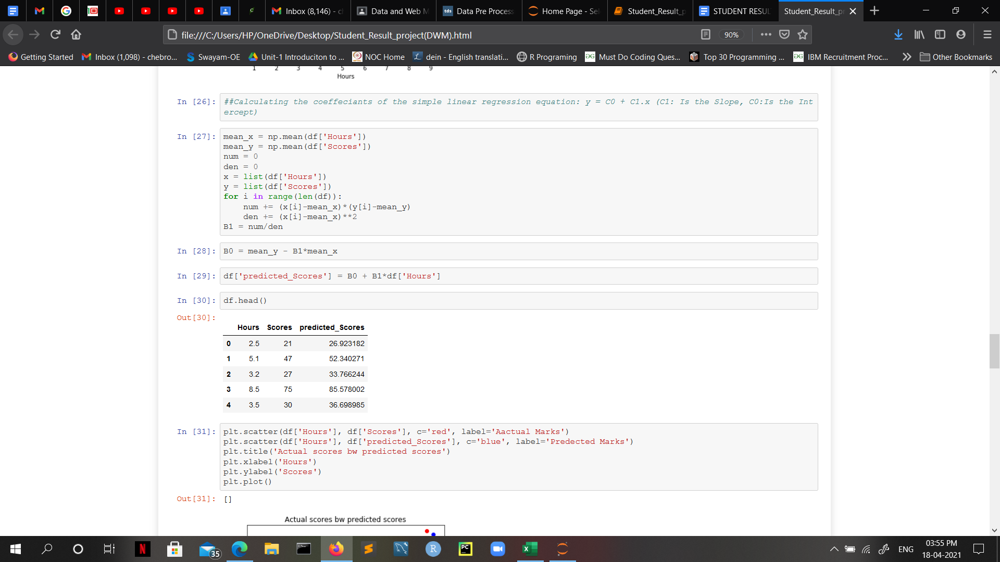 Inbox (8,146) - c
Data and Web M
tds Data Pre Process
Home Page - Sel
Student_Result_p
STUDENT RESUL
Student_Result_pr
file:///C:/Users/HP/OneDrive/Desktop/Student_Result_project(DWM).html
90%
Getting Started
Inbox (1,098) - chebro...
Swayam-OE
Unit-1 Introduciton to ...
NOC Home
dein - English translati...
R Programing
Must Do Coding Ques...
Top 30 Programming ...
IBM Recruitment Proc...
Other Bookmarks
1 2 3 4 5 6 7 8 9
Hours
In [26]: ##Calculating the coeffeciants of the simple linear regression equation: y = C0 + C1.x (C1: Is the Slope, C0:Is the Int
ercept)
In [27]: mean_x = np.mean(df['Hours'])
mean_y = np.mean(df['Scores'])
num = 0
den = 0
x = list(df['Hours'])
y = list(df['Scores'])
for i in range(len(df)):
    num += (x[i]-mean_x)*(y[i]-mean_y)
    den += (x[i]-mean_x)**2
B1 = num/den
In [28]: B0 = mean_y - B1*mean_x
In [29]: df['predicted_Scores'] = B0 + B1*df['Hours']
In [30]: df.head()
Out[30]:
Hours Scores predicted_Scores
0 2.5 21 26.923182
1 5.1 47 52.340271
2 3.2 27 33.766244
3 8.5 75 85.578002
4 3.5 30 36.698985
In [31]: plt.scatter(df['Hours'], df['Scores'], c='red', label='Aactual Marks')
plt.scatter(df['Hours'], df['predicted_Scores'], c='blue', label='Predected Marks')
plt.title('Actual scores bw predicted scores')
plt.xlabel('Hours')
plt.ylabel('Scores')
plt.plot()
Out[31]: []
Actual scores bw predicted scores
35
ENG
03:55 PM
18-04-2021